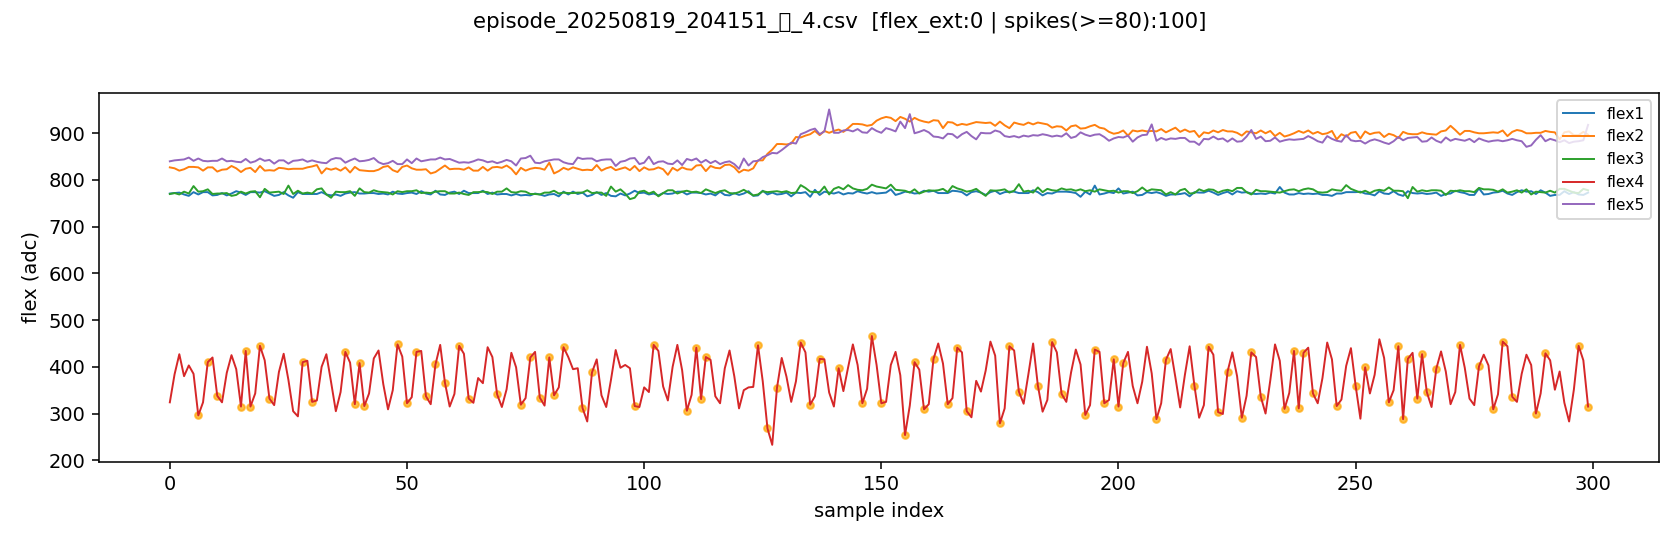 episode_20250819_204151_▯_4.csv [flex_ext:0 | spikes(>=80):100]
flex (adc)
900
800
700
600
500
400
300
200
0
50
100
150
200
250
300
sample index
flex1
flex2
flex3
flex4
flex5